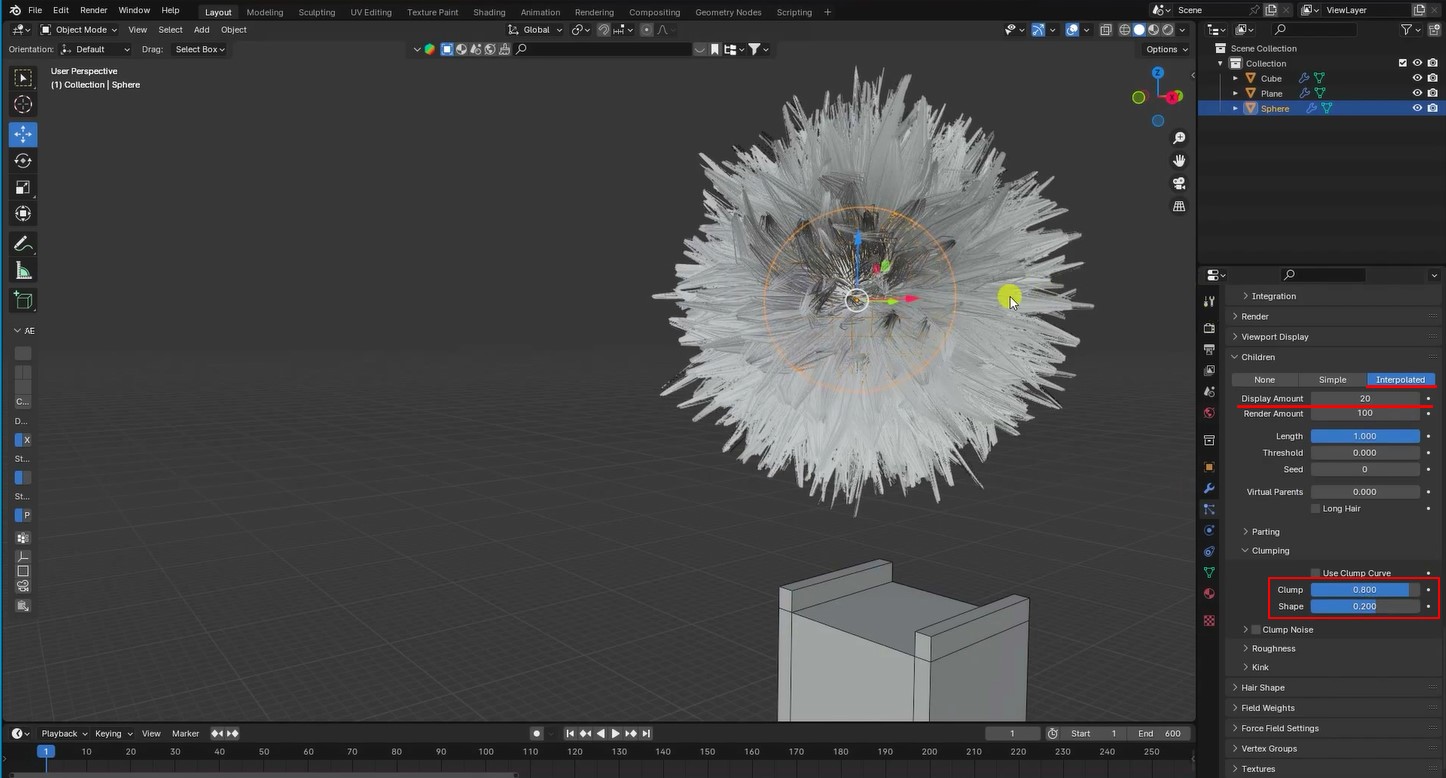 File Edit Render Window Help Layout Modeling Sculpting UV Editing Texture Paint Shading Animation Rendering Compositing Geometry Nodes Scripting + Scene ViewLayer
Object Mode View Select Add Object Global
Orientation: Default Drag: Select Box Options
User Perspective
(1) Collection | Sphere
Z
X
Y
AE
C...
D...
X
St...
St...
P
Scene Collection
Collection
Cube
Plane
Sphere
Integration
Render
Viewport Display
Children
None Simple Interpolated
Display Amount 20
Render Amount 100
Length 1.000
Threshold 0.000
Seed 0
Virtual Parents 0.000
Long Hair
Parting
Clumping
Use Clump Curve
Clump 0.800
Shape 0.200
Clump Noise
Roughness
Kink
Hair Shape
Field Weights
Force Field Settings
Vertex Groups
Textures
Playback Keying View Marker 1 Start 1 End 600
1 10 20 30 40 50 60 70 80 90 100 110 120 130 140 150 160 170 180 190 200 210 220 230 240 250